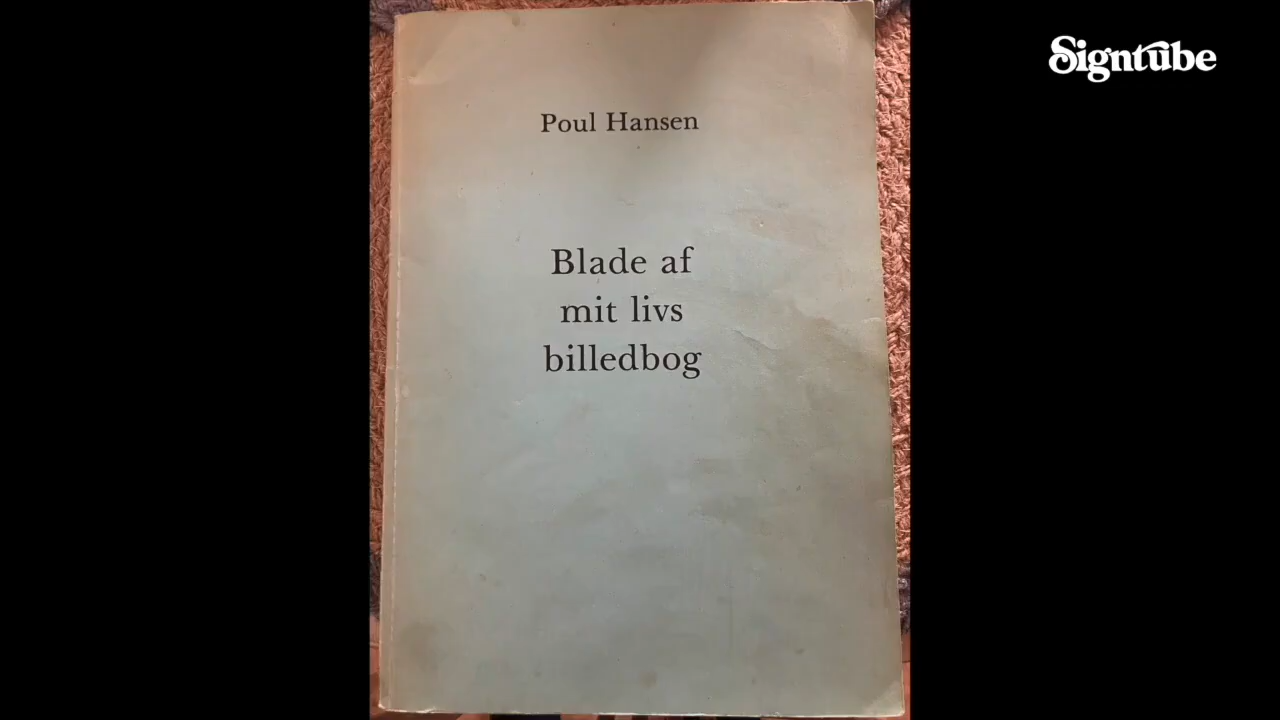 Signtube
Poul Hansen
Blade af
mit livs
billedbog